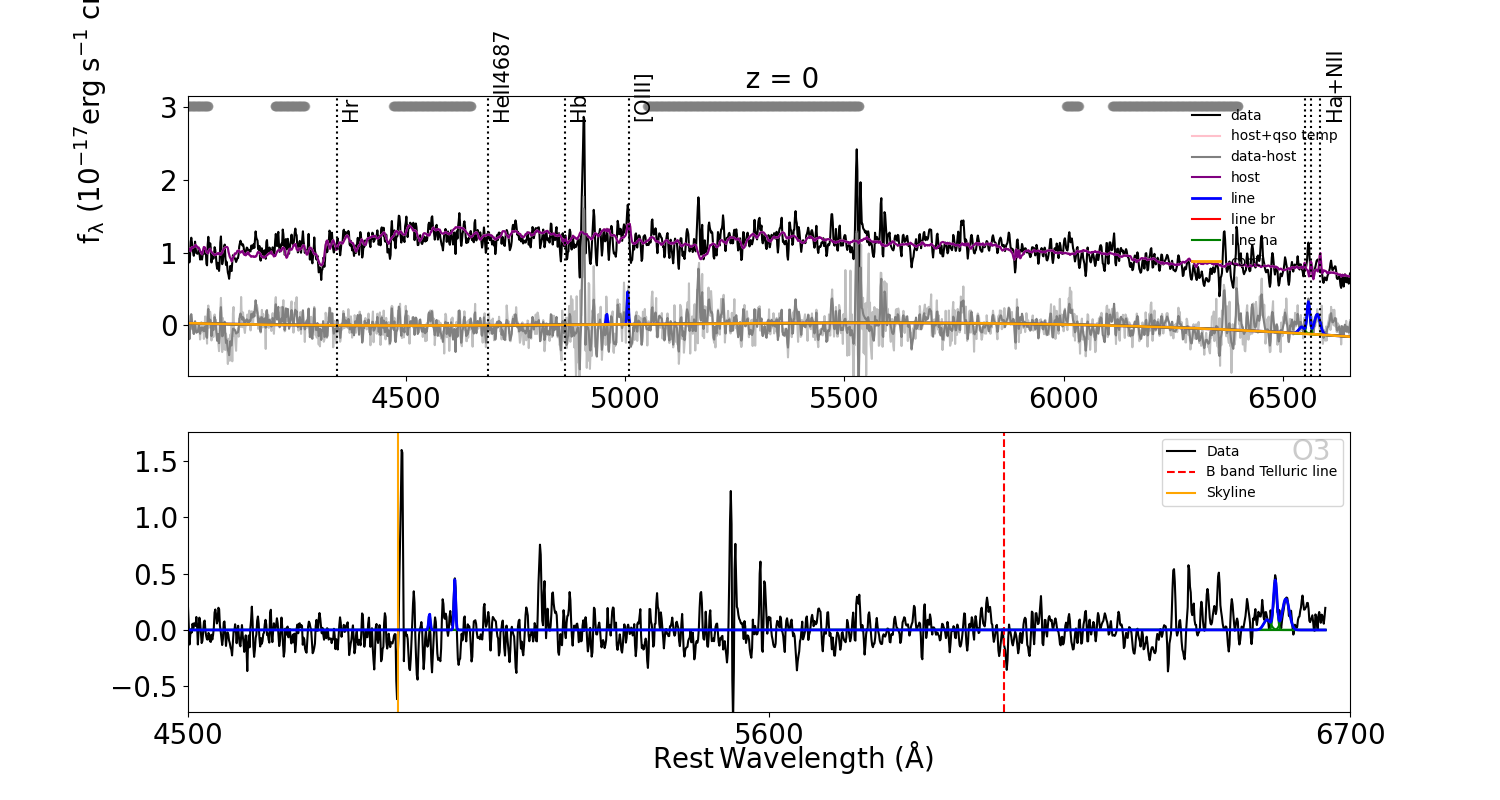 z = 0
Hr
HeII4687
Hb
[OIII]
Ha+NII
f_λ (10^−17 erg s^−1
3
2
1
0
data
host+qso temp
data-host
host
line
line br
line na
4500
5000
5500
6000
6500
O3
Data
B band Telluric line
Skyline
1.5
1.0
0.5
0.0
−0.5
4500
5600
6700
Rest Wavelength (Å)